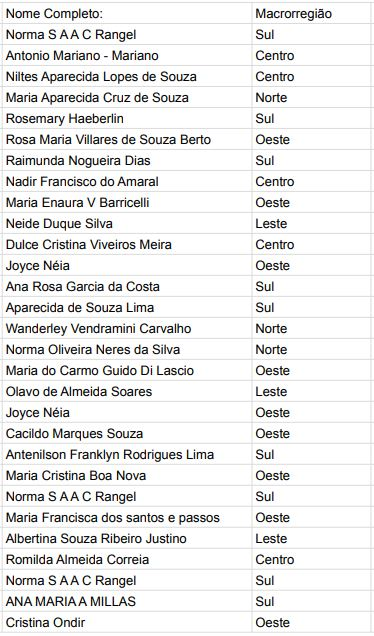 Nome Completo: Macrorregião
Norma S A A C Rangel Sul
Antonio Mariano - Mariano Centro
Niltes Aparecida Lopes de Souza Centro
Maria Aparecida Cruz de Souza Norte
Rosemary Haeberlin Sul
Rosa Maria Villares de Souza Berto Oeste
Raimunda Nogueira Dias Sul
Nadir Francisco do Amaral Centro
Maria Enaura V Barricelli Oeste
Neide Duque Silva Leste
Dulce Cristina Viveiros Meira Centro
Joyce Néia Oeste
Ana Rosa Garcia da Costa Sul
Aparecida de Souza Lima Sul
Wanderley Vendramini Carvalho Norte
Norma Oliveira Neres da Silva Norte
Maria do Carmo Guido Di Lascio Oeste
Olavo de Almeida Soares Leste
Joyce Néia Oeste
Cacildo Marques Souza Oeste
Antenilson Franklyn Rodrigues Lima Sul
Maria Cristina Boa Nova Oeste
Norma S A A C Rangel Sul
Maria Francisca dos santos e passos Oeste
Albertina Souza Ribeiro Justino Leste
Romilda Almeida Correia Centro
Norma S A A C Rangel Sul
ANA MARIA A MILLAS Sul
Cristina Ondir Oeste